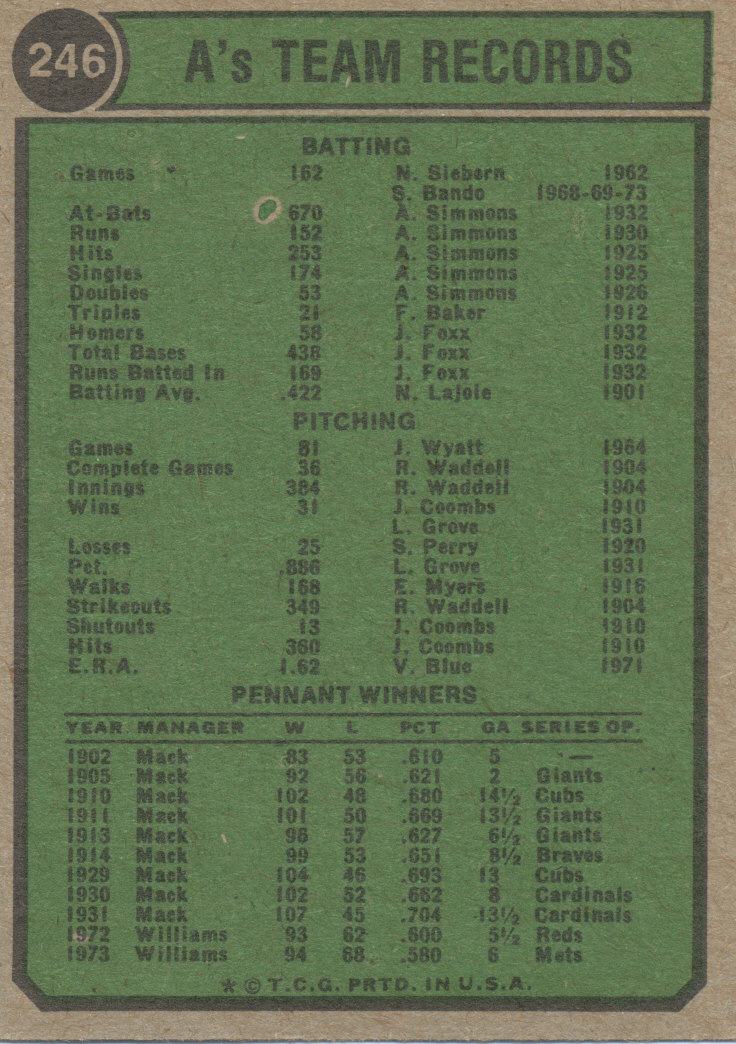 246 A's TEAM RECORDS
BATTING
Games 162 N. Siebern 1962
S. Bando 1968-69-73
At-Bats 670 A. Simmons 1932
Runs 152 A. Simmons 1930
Hits 253 A. Simmons 1925
Singles 174 A. Simmons 1925
Doubles 53 A. Simmons 1926
Triples 21 F. Baker 1912
Homers 58 J. Foxx 1932
Total Bases 438 J. Foxx 1932
Runs Batted In 169 J. Foxx 1932
Batting Avg. .422 N. Lajoie 1901
PITCHING
Games 81 J. Wyatt 1964
Complete Games 36 R. Waddell 1904
Innings 384 R. Waddell 1904
Wins 31 J. Coombs 1910
L. Grove 1931
Losses 25 S. Perry 1920
Pct. .886 L. Grove 1931
Walks 168 E. Myers 1916
Strikeouts 349 R. Waddell 1904
Shutouts 13 J. Coombs 1910
Hits 360 J. Coombs 1910
E.R.A. 1.62 V. Blue 1971
PENNANT WINNERS
YEAR MANAGER W L PCT GA SERIES OP.
1902 Mack 83 53 .610 5 —
1905 Mack 92 56 .621 2 Giants
1910 Mack 102 48 .680 14½ Cubs
1911 Mack 101 50 .669 13½ Giants
1913 Mack 96 57 .627 6½ Giants
1914 Mack 99 53 .651 8½ Braves
1929 Mack 104 46 .693 13 Cubs
1930 Mack 102 52 .662 8 Cardinals
1931 Mack 107 45 .704 13½ Cardinals
1972 Williams 93 62 .600 5½ Reds
1973 Williams 94 68 .580 6 Mets
* © T.C.G. PRTD. IN U.S.A.